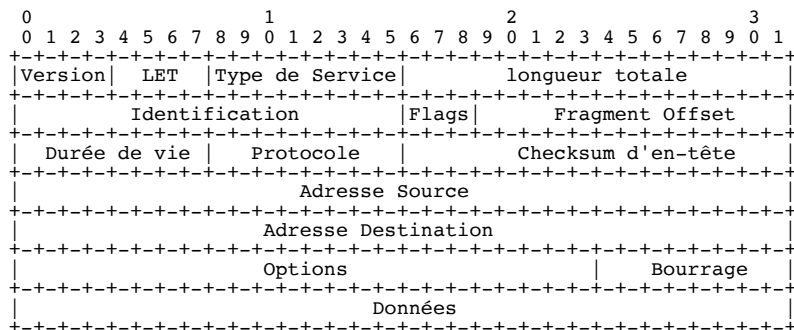 0 1 2 3
0 1 2 3 4 5 6 7 8 9 0 1 2 3 4 5 6 7 8 9 0 1 2 3 4 5 6 7 8 9 0 1
+-+-+-+-+-+-+-+-+-+-+-+-+-+-+-+-+-+-+-+-+-+-+-+-+-+-+-+-+-+-+-+-+
|Version| LET |Type de Service| longueur totale |
+-+-+-+-+-+-+-+-+-+-+-+-+-+-+-+-+-+-+-+-+-+-+-+-+-+-+-+-+-+-+-+-+
| Identification |Flags| Fragment Offset |
+-+-+-+-+-+-+-+-+-+-+-+-+-+-+-+-+-+-+-+-+-+-+-+-+-+-+-+-+-+-+-+-+
| Durée de vie | Protocole | Checksum d'en-tête |
+-+-+-+-+-+-+-+-+-+-+-+-+-+-+-+-+-+-+-+-+-+-+-+-+-+-+-+-+-+-+-+-+
| Adresse Source |
+-+-+-+-+-+-+-+-+-+-+-+-+-+-+-+-+-+-+-+-+-+-+-+-+-+-+-+-+-+-+-+-+
| Adresse Destination |
+-+-+-+-+-+-+-+-+-+-+-+-+-+-+-+-+-+-+-+-+-+-+-+-+-+-+-+-+-+-+-+-+
| Options | Bourrage |
+-+-+-+-+-+-+-+-+-+-+-+-+-+-+-+-+-+-+-+-+-+-+-+-+-+-+-+-+-+-+-+-+
| Données |
+-+-+-+-+-+-+-+-+-+-+-+-+-+-+-+-+-+-+-+-+-+-+-+-+-+-+-+-+-+-+-+-+